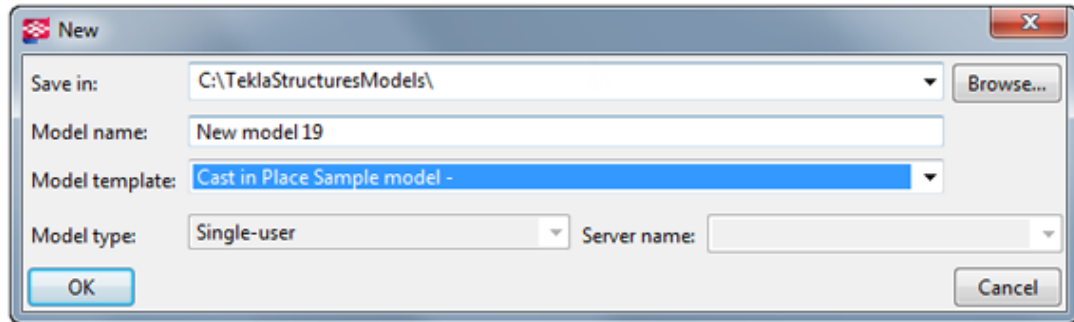 New
Save in: C:\TeklaStructuresModels\ Browse...
Model name: New model 19
Model template: Cast in Place Sample model -
Model type: Single-user Server name:
OK Cancel